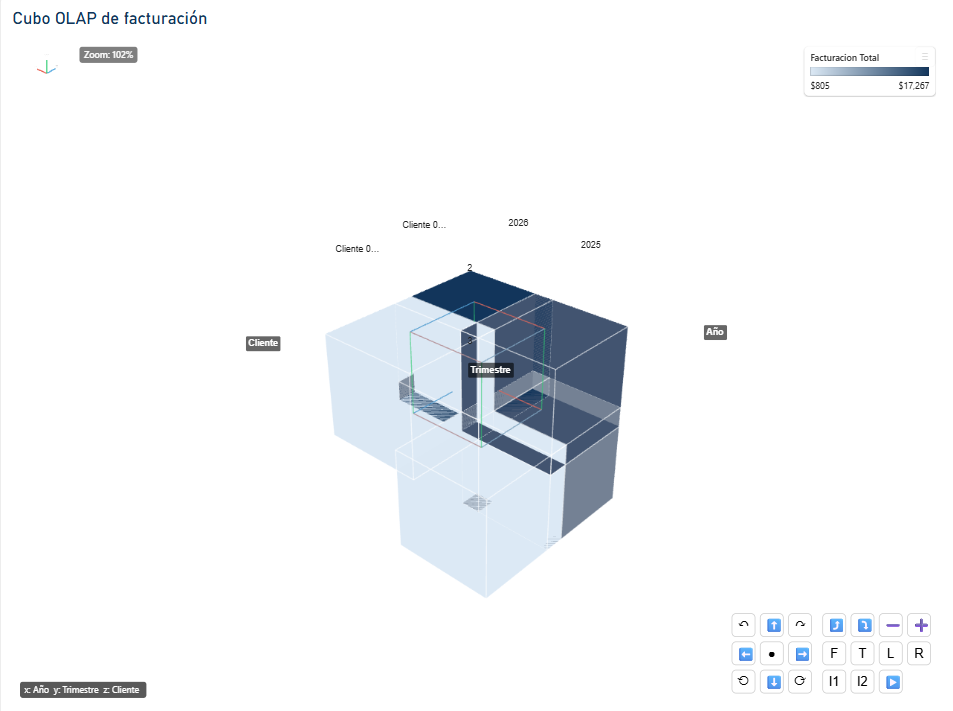 Cubo OLAP de facturación
Zoom: 102%
Facturacion Total
$805 $17,267
Cliente 0...
2026
Cliente 0...
2025
2
Cliente
Año
Trimestre
F T L R
I1 I2
x: Año y: Trimestre z: Cliente